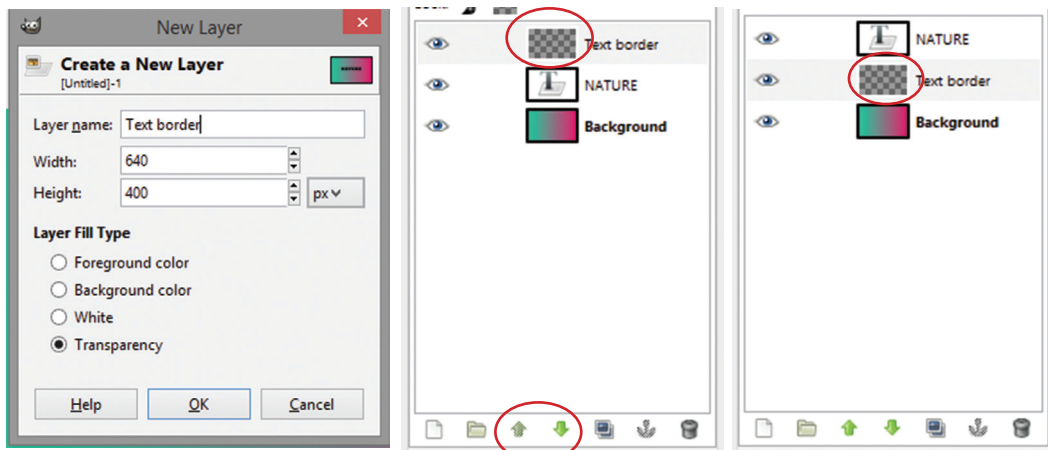 New Layer
Create a New Layer
[Untitled]-1
Layer name: Text border
Width: 640
Height: 400 px
Layer Fill Type
Foreground color
Background color
White
Transparency
Help OK Cancel
Text border
NATURE
Background
NATURE
Text border
Background